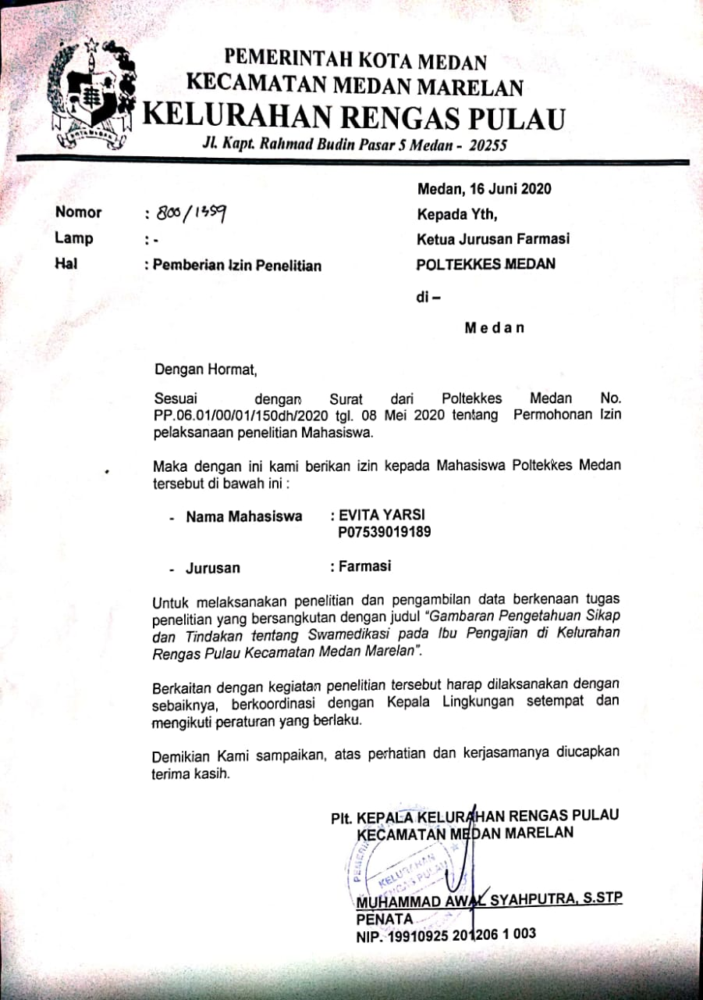 PEMERINTAH KOTA MEDAN
KECAMATAN MEDAN MARELAN
KELURAHAN RENGAS PULAU
Jl. Kapt. Rahmad Budin Pasar 5 Medan - 20255
KOTA MEDAN
Medan, 16 Juni 2020
Nomor : 800/1359
Kepada Yth,
Lamp : -
Ketua Jurusan Farmasi
Hal : Pemberian Izin Penelitian
POLTEKKES MEDAN
di –
M e d a n
Dengan Hormat,
Sesuai dengan Surat dari Poltekkes Medan No.
PP.06.01/00/01/150dh/2020 tgl. 08 Mei 2020 tentang Permohonan Izin
pelaksanaan penelitian Mahasiswa.
Maka dengan ini kami berikan izin kepada Mahasiswa Poltekkes Medan
tersebut di bawah ini :
- Nama Mahasiswa : EVITA YARSI
P07539019189
- Jurusan : Farmasi
Untuk melaksanakan penelitian dan pengambilan data berkenaan tugas
penelitian yang bersangkutan dengan judul “Gambaran Pengetahuan Sikap
dan Tindakan tentang Swamedikasi pada Ibu Pengajian di Kelurahan
Rengas Pulau Kecamatan Medan Marelan”.
Berkaitan dengan kegiatan penelitian tersebut harap dilaksanakan dengan
sebaiknya, berkoordinasi dengan Kepala Lingkungan setempat dan
mengikuti peraturan yang berlaku.
Demikian Kami sampaikan, atas perhatian dan kerjasamanya diucapkan
terima kasih.
Plt. KEPALA KELURAHAN RENGAS PULAU
KECAMATAN MEDAN MARELAN
KELURAHAN
RENGAS PULAU
MUHAMMAD AWAL SYAHPUTRA, S.STP
PENATA
NIP. 19910925 201206 1 003